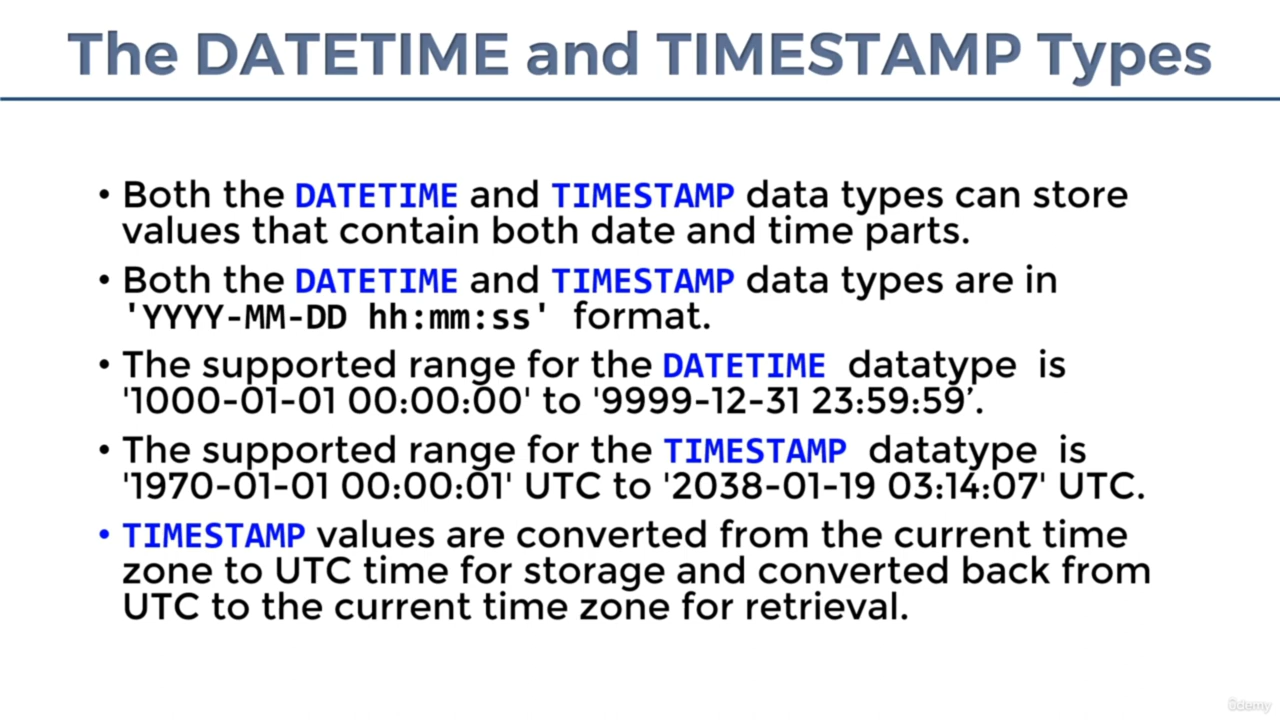 The DATETIME and TIMESTAMP Types
• Both the DATETIME and TIMESTAMP data types can store
values that contain both date and time parts.
• Both the DATETIME and TIMESTAMP data types are in
'YYYY-MM-DD hh:mm:ss' format.
• The supported range for the DATETIME datatype is
'1000-01-01 00:00:00' to '9999-12-31 23:59:59’.
• The supported range for the TIMESTAMP datatype is
'1970-01-01 00:00:01' UTC to '2038-01-19 03:14:07' UTC.
• TIMESTAMP values are converted from the current time
zone to UTC time for storage and converted back from
UTC to the current time zone for retrieval.
ûdemy